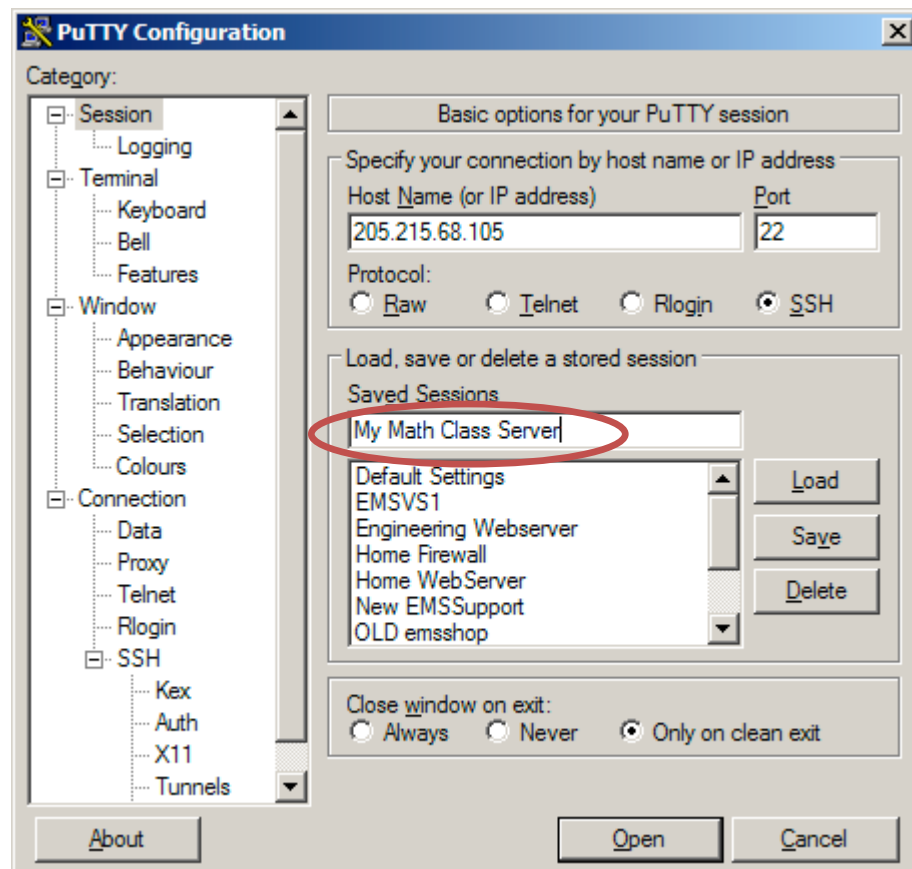 PuTTY Configuration
Category:
Session
Logging
Terminal
Keyboard
Bell
Features
Window
Appearance
Behaviour
Translation
Selection
Colours
Connection
Data
Proxy
Telnet
Rlogin
SSH
Kex
Auth
X11
Tunnels
Basic options for your PuTTY session
Specify your connection by host name or IP address
Host Name (or IP address) Port
205.215.68.105 22
Protocol:
Raw Telnet Rlogin SSH
Load, save or delete a stored session
Saved Sessions
My Math Class Server
Default Settings
EMSVS1
Engineering Webserver
Home Firewall
Home WebServer
New EMSSupport
OLD emsshop
Load
Save
Delete
Close window on exit:
Always Never Only on clean exit
About Open Cancel